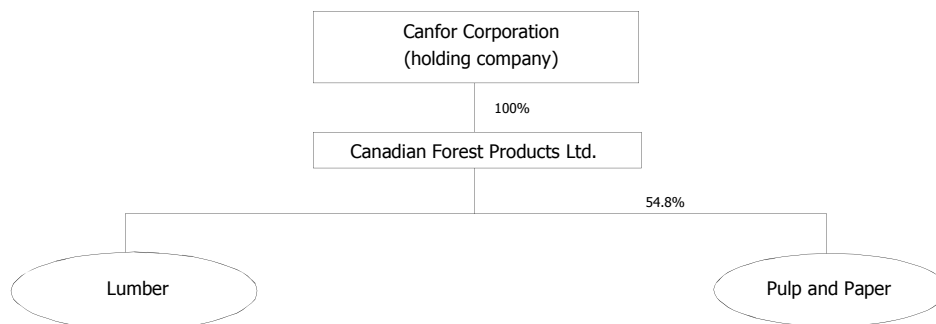 Canfor Corporation
(holding company)
100%
Canadian Forest Products Ltd.
54.8%
Lumber
Pulp and Paper